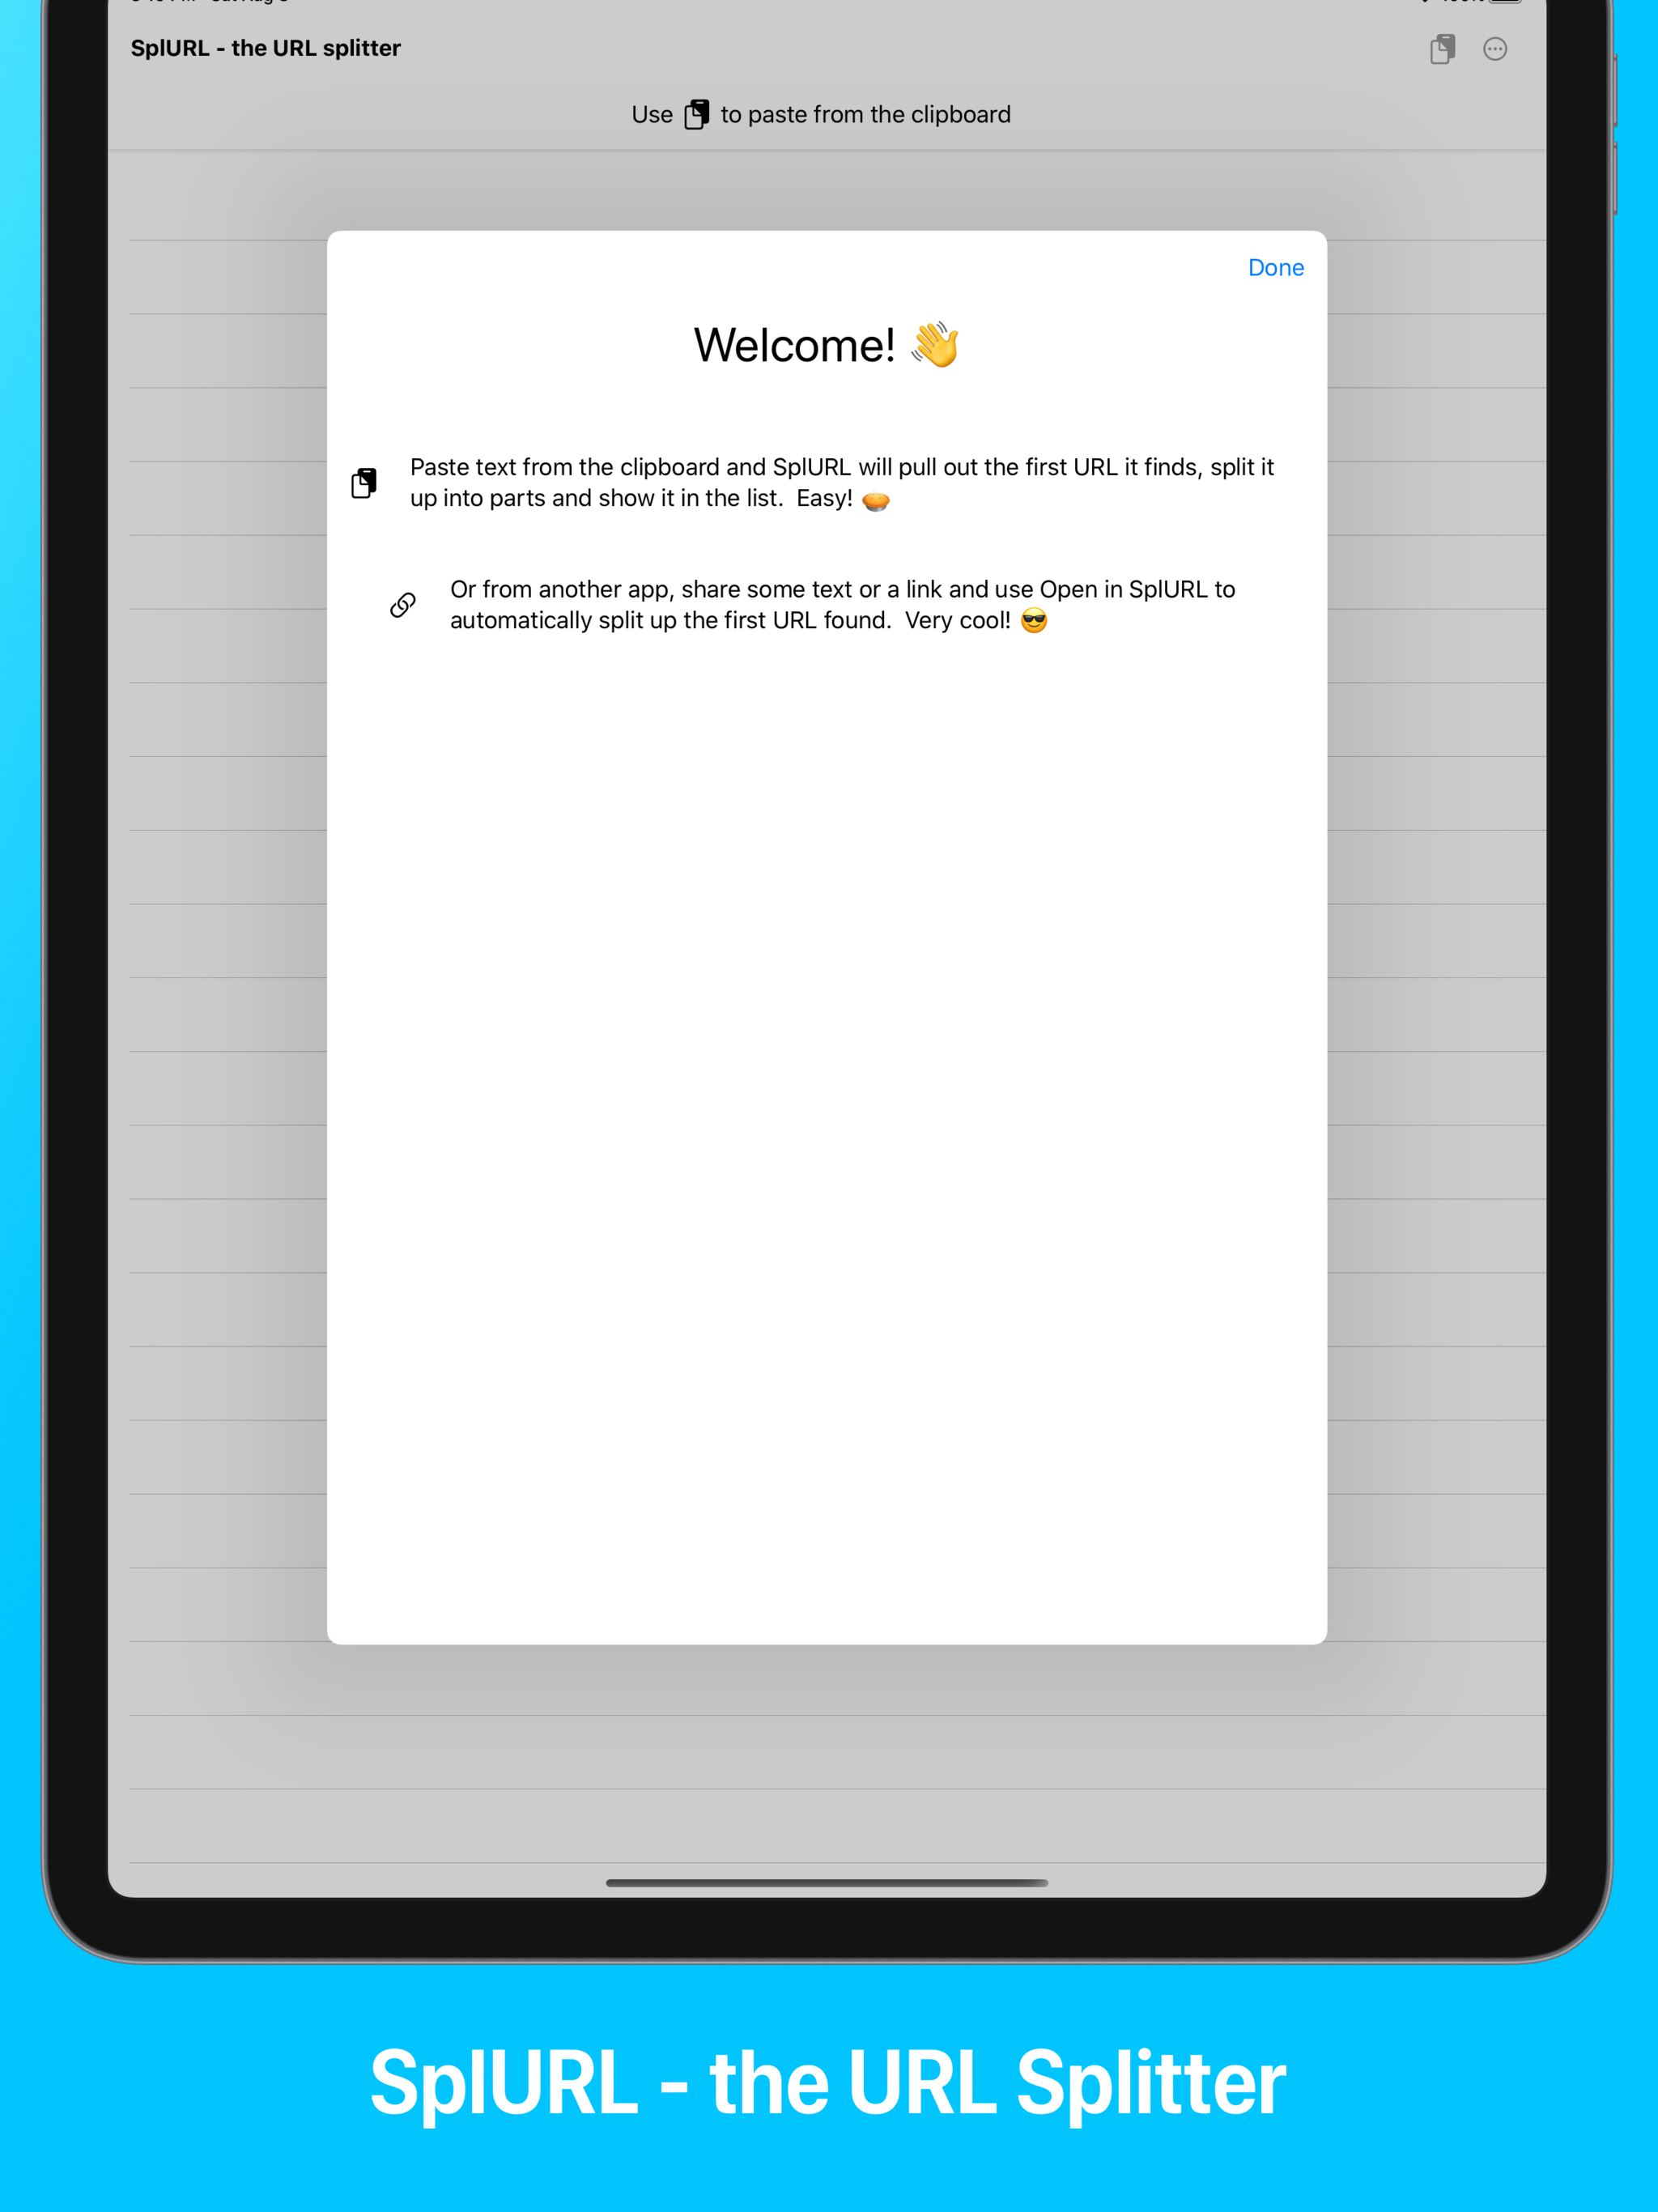 SplURL - the URL splitter
Use to paste from the clipboard
Done
Welcome! 👋
Paste text from the clipboard and SplURL will pull out the first URL it finds, split it
up into parts and show it in the list.  Easy! 🥧
Or from another app, share some text or a link and use Open in SplURL to
automatically split up the first URL found.  Very cool! 😎
SplURL - the URL Splitter